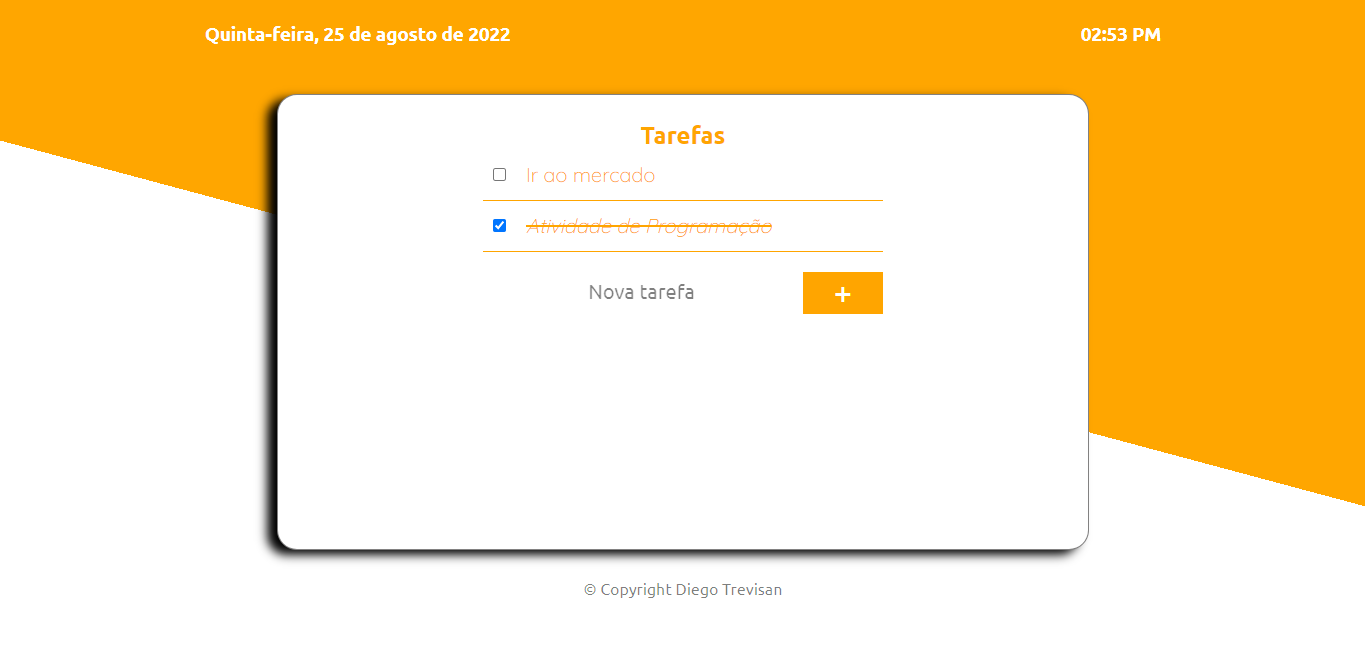 Quinta-feira, 25 de agosto de 2022
02:53 PM
Tarefas
Ir ao mercado
Atividade de Programação
Nova tarefa
+
© Copyright Diego Trevisan